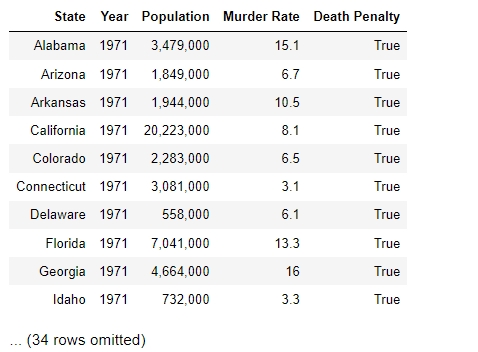 State Year Population Murder Rate Death Penalty
Alabama 1971 3,479,000 15.1 True
Arizona 1971 1,849,000 6.7 True
Arkansas 1971 1,944,000 10.5 True
California 1971 20,223,000 8.1 True
Colorado 1971 2,283,000 6.5 True
Connecticut 1971 3,081,000 3.1 True
Delaware 1971 558,000 6.1 True
Florida 1971 7,041,000 13.3 True
Georgia 1971 4,664,000 16 True
Idaho 1971 732,000 3.3 True
... (34 rows omitted)